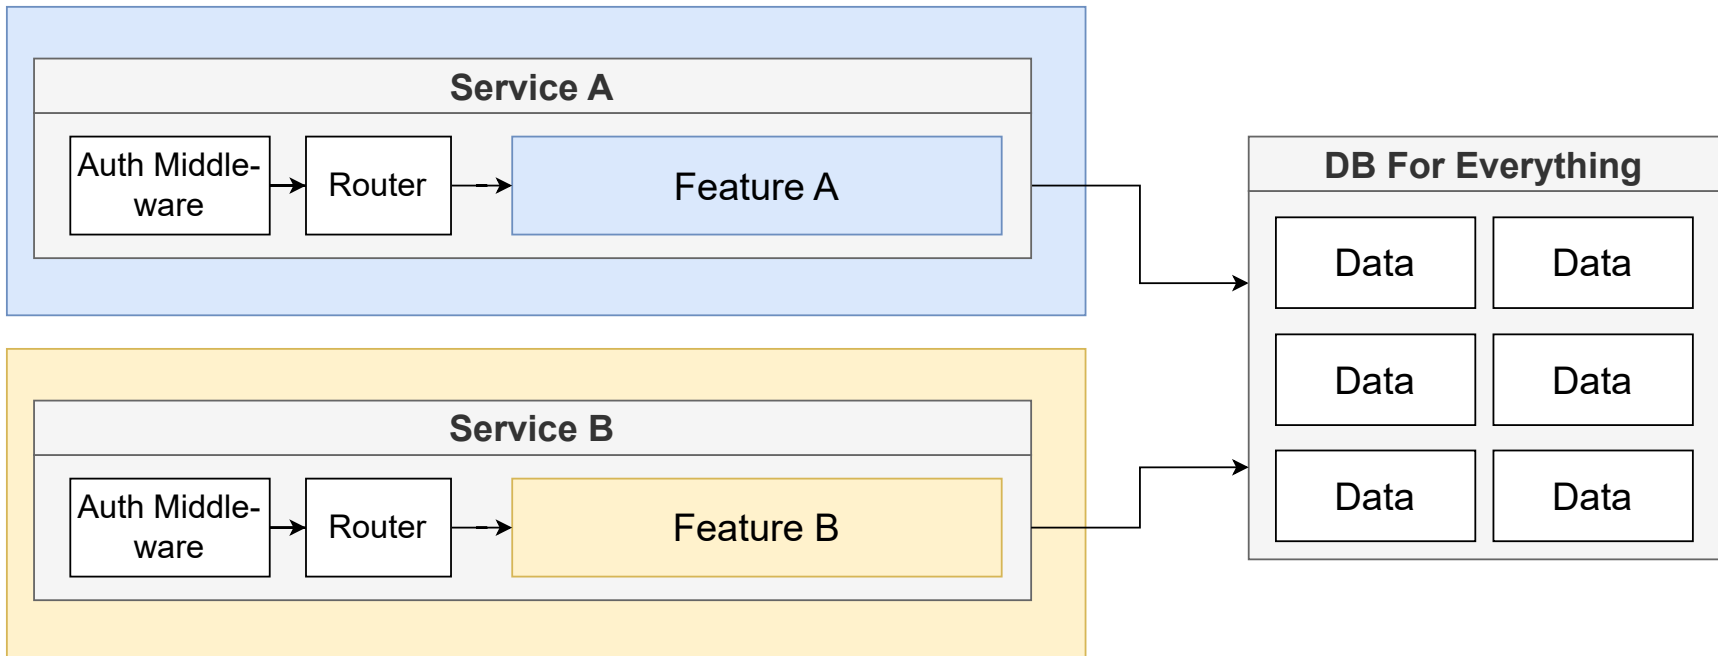 Service A
Auth Middle-
ware
Router
Feature A
Service B
Auth Middle-
ware
Router
Feature B
DB For Everything
Data
Data
Data
Data
Data
Data